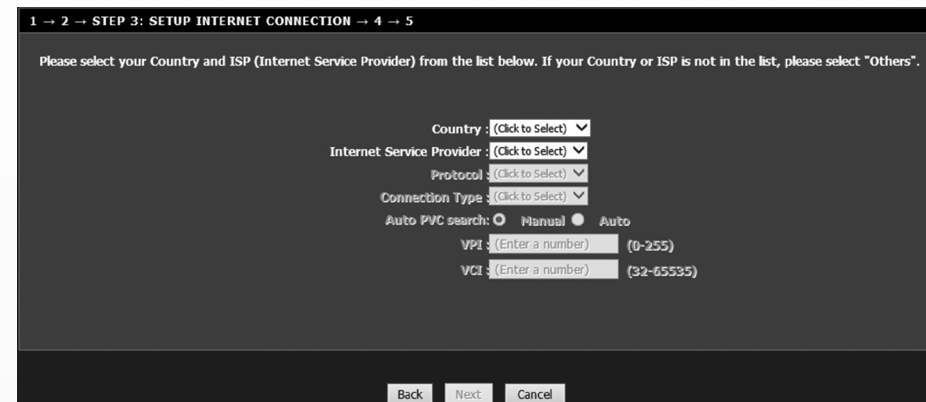 1 → 2 → STEP 3: SETUP INTERNET CONNECTION → 4 → 5
Please select your Country and ISP (Internet Service Provider) from the list below. If your Country or ISP is not in the list, please select "Others".
Country : (Click to Select)
Internet Service Provider : (Click to Select)
Protocol : (Click to Select)
Connection Type : (Click to Select)
Auto PVC search: Manual Auto
VPI : (Enter a number) (0-255)
VCI : (Enter a number) (32-65535)
Back Next Cancel